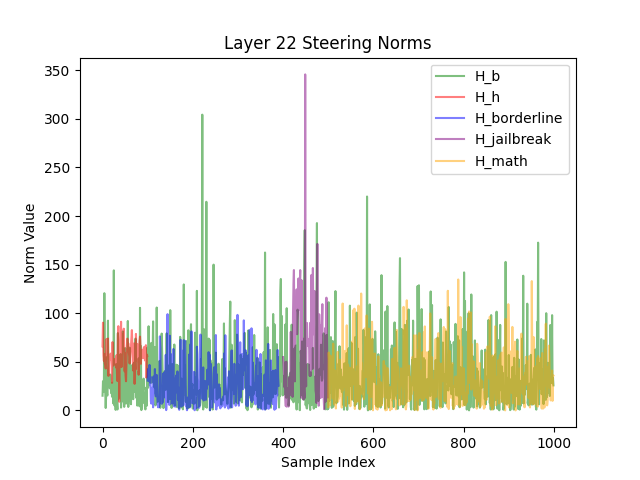 Layer 22 Steering Norms
Norm Value
350
300
250
200
150
100
50
0
H_b
H_h
H_borderline
H_jailbreak
H_math
0
200
400
600
800
1000
Sample Index